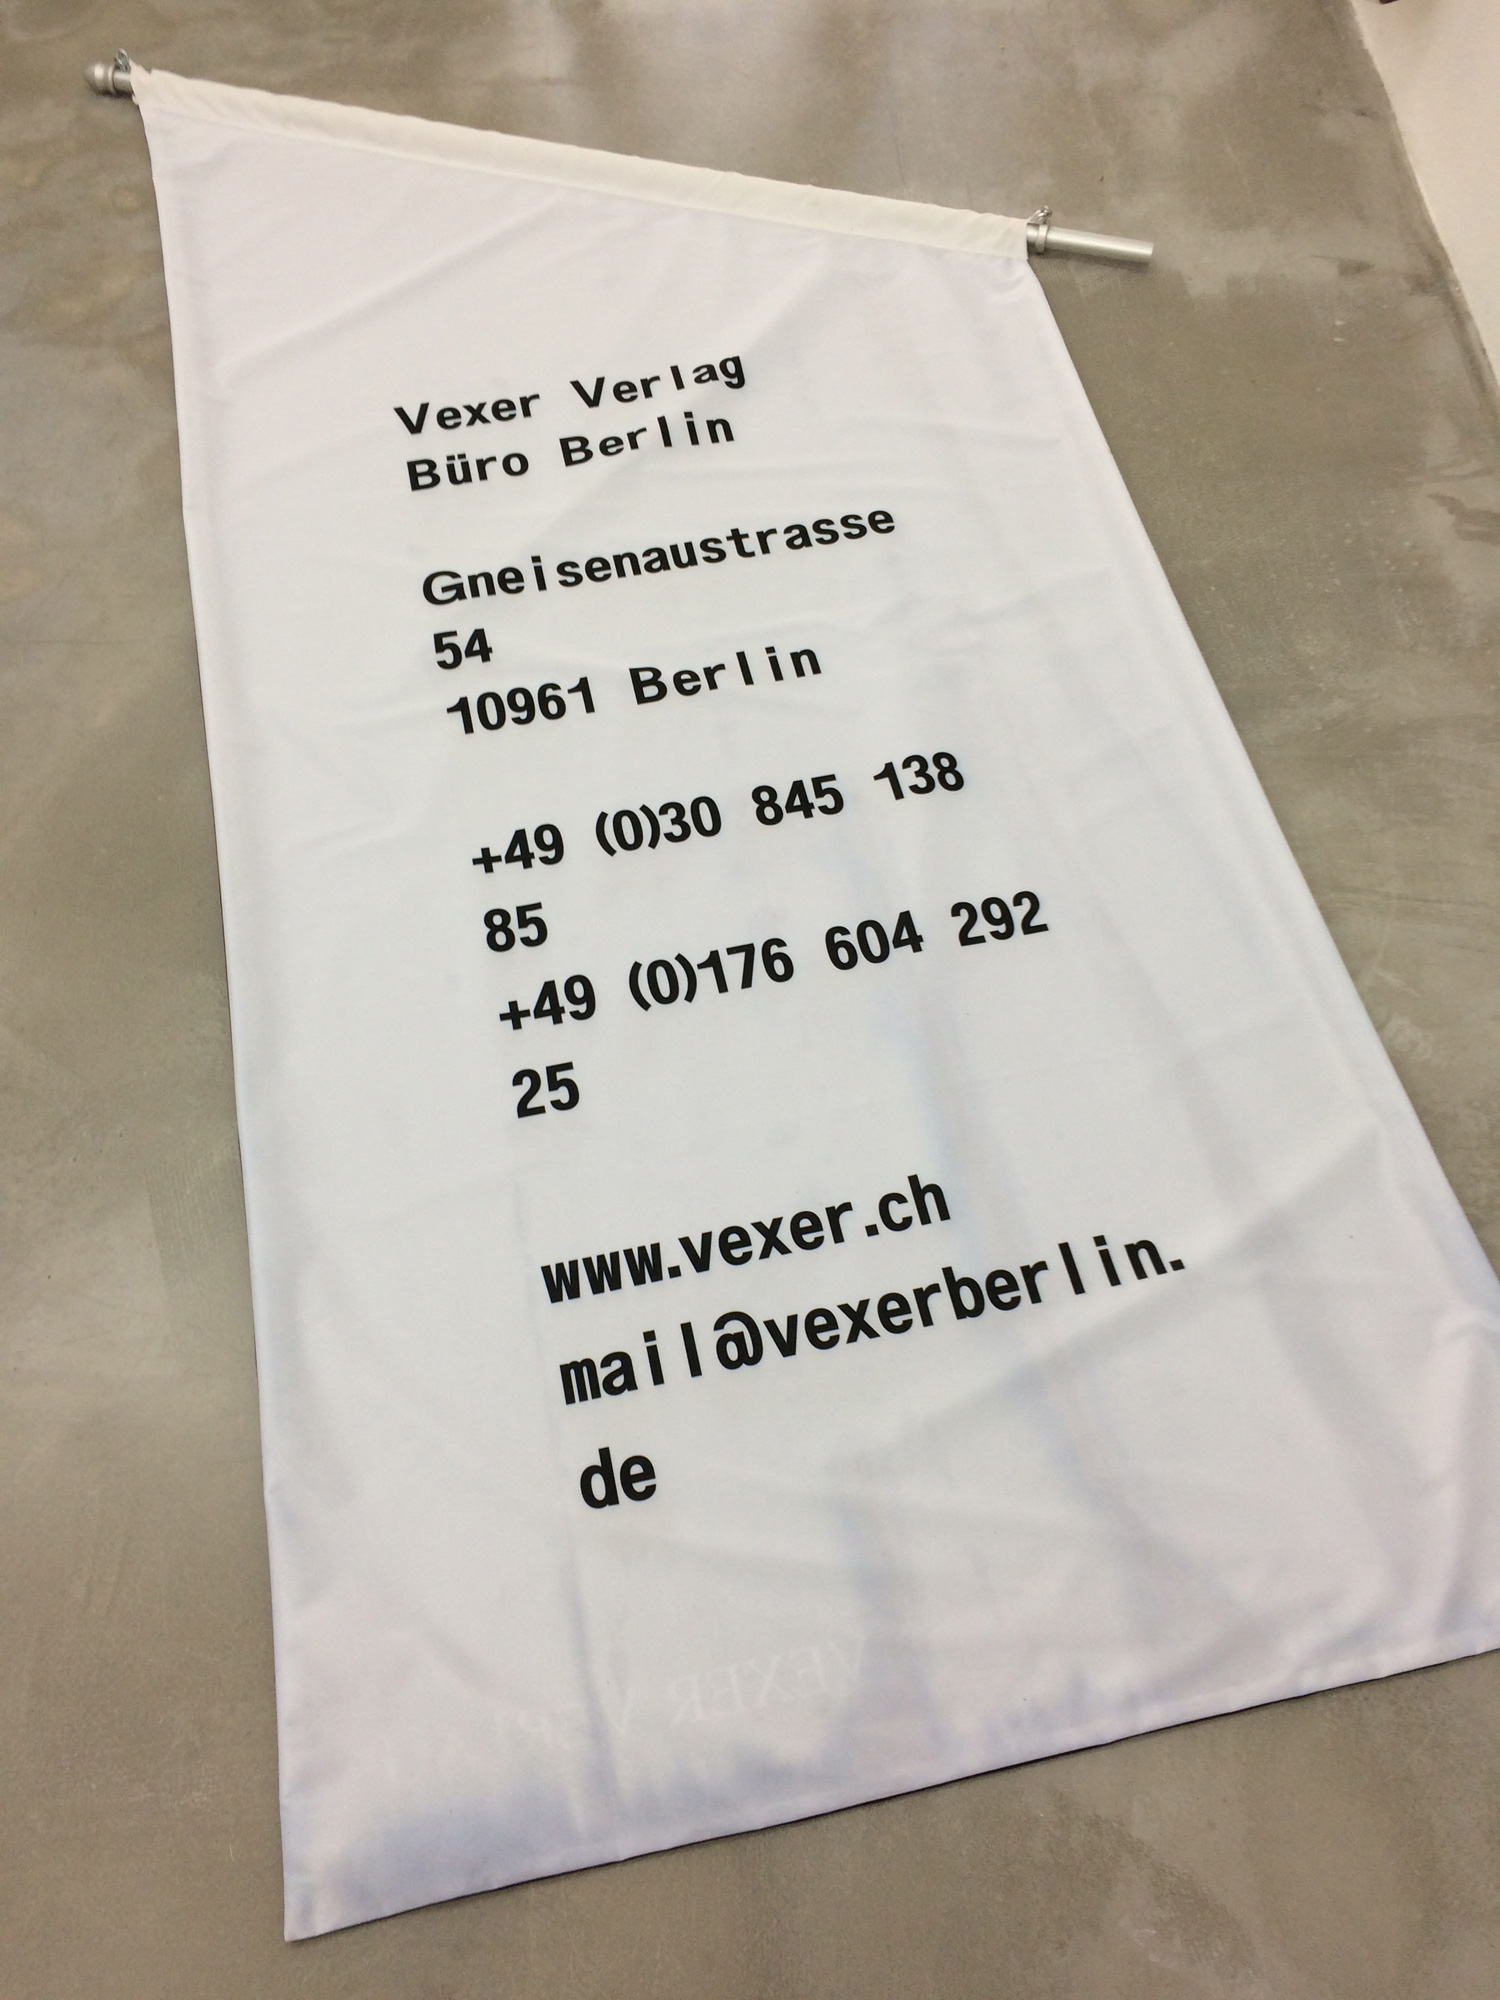 Vexer Verlag
Büro Berlin
Gneisenaustrasse
54
10961 Berlin
+49 (0)30 845 138
85
+49 (0)176 604 292
25
www.vexer.ch
mail@vexerberlin.
de
VEXER